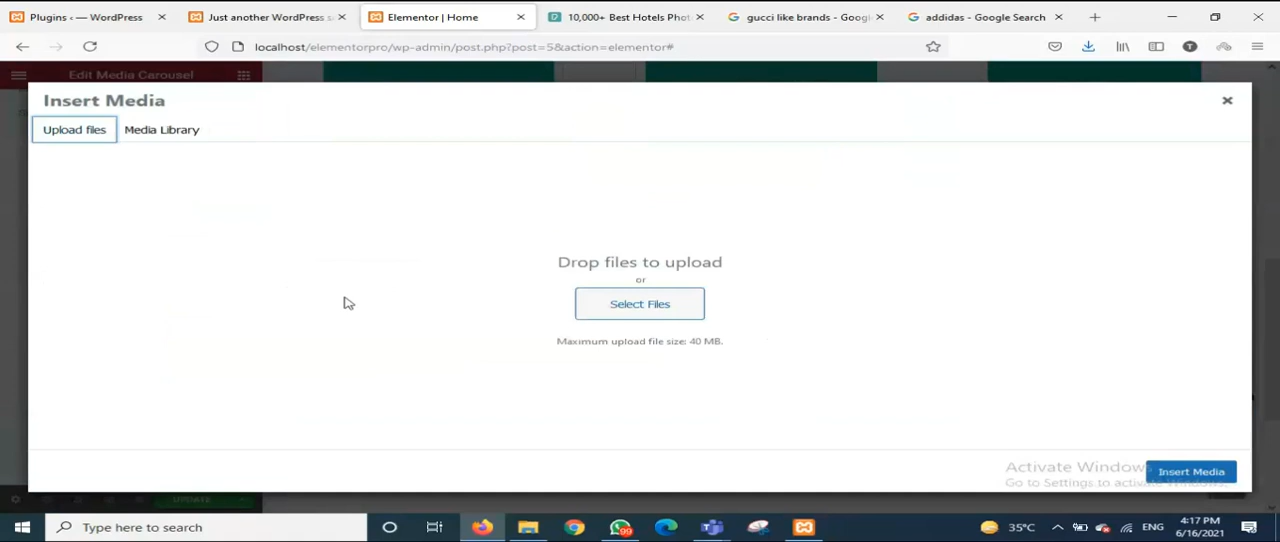 Plugins ‹ — WordPress
Just another WordPress s
Elementor | Home
10,000+ Best Hotels Phot
gucci like brands - Googl
addidas - Google Search
localhost/elementorpro/wp-admin/post.php?post=5&action=elementor#
Edit Media Carousel
Insert Media
Upload files
Media Library
Drop files to upload
or
Select Files
Maximum upload file size: 40 MB.
Activate Windows
Go to Settings to activate Windows.
Insert Media
UPDATE
Type here to search
99
35°C
ENG
4:17 PM
6/16/2021